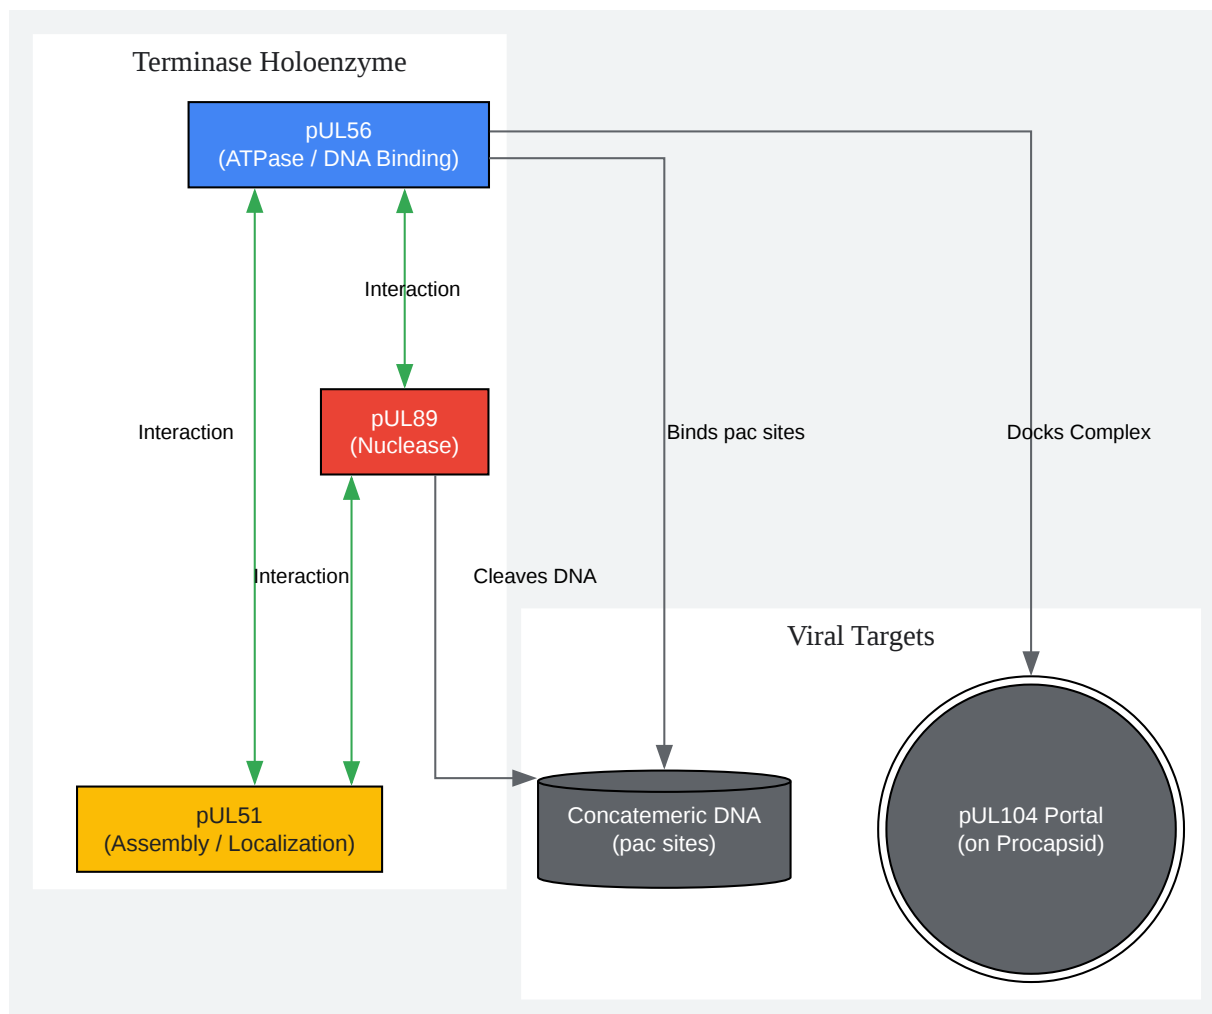 Terminase Holoenzyme
pUL56
(ATPase / DNA Binding)
Interaction
pUL89
(Nuclease)
Interaction
Binds pac sites
Docks Complex
Interaction
Cleaves DNA
Viral Targets
pUL51
(Assembly / Localization)
Concatemeric DNA
(pac sites)
pUL104 Portal
(on Procapsid)